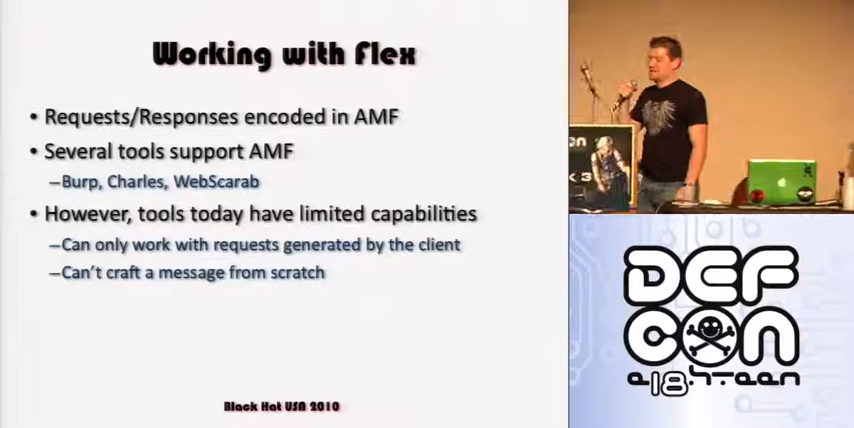 Working with Flex
• Requests/Responses encoded in AMF
• Several tools support AMF
–Burp, Charles, WebScarab
• However, tools today have limited capabilities
–Can only work with requests generated by the client
–Can't craft a message from scratch
Black Hat USA 2010
DEF
CON
e18h-teen